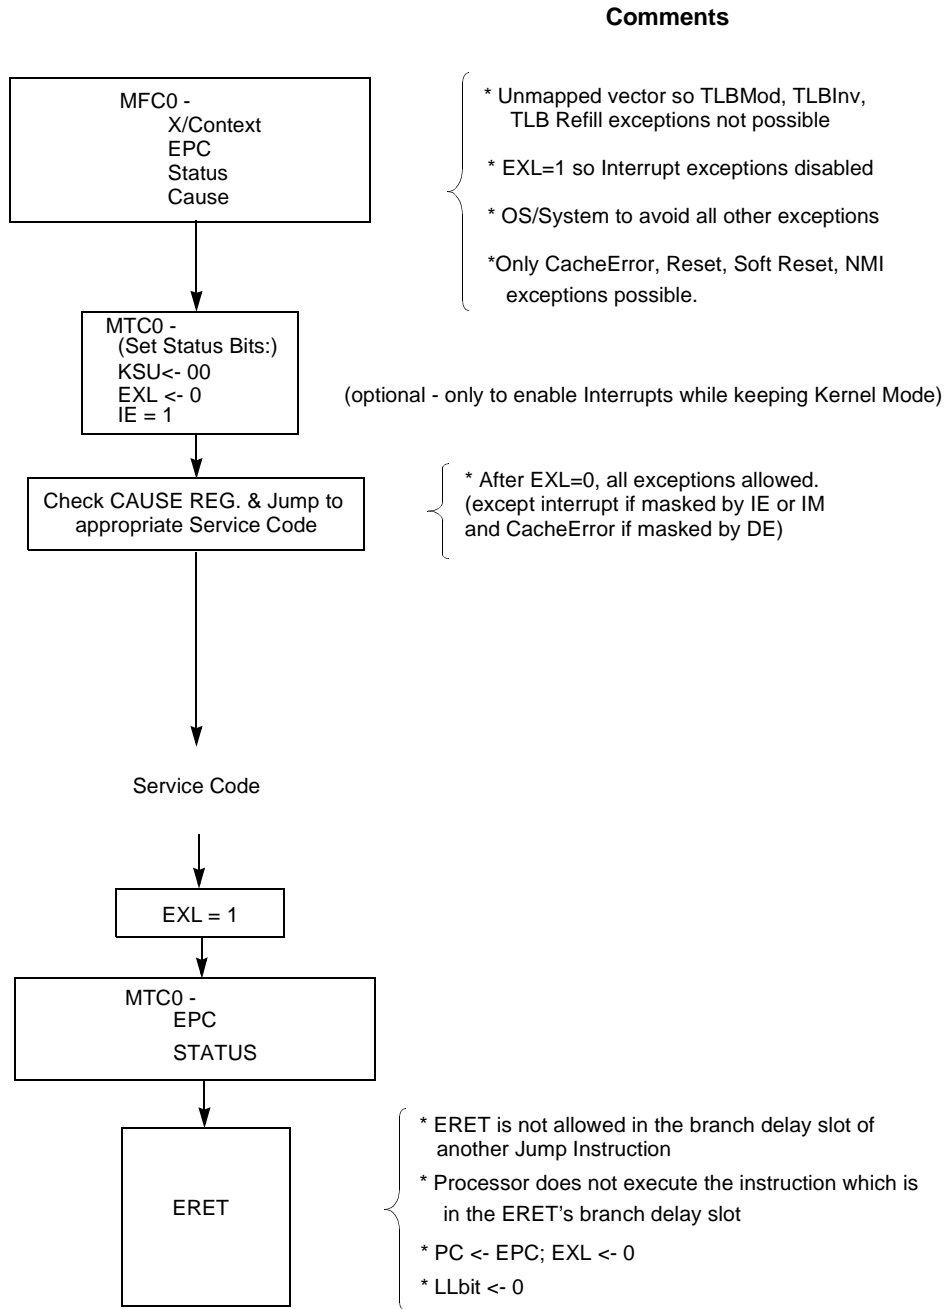 Comments
MFC0 -
X/Context
EPC
Status
Cause
* Unmapped vector so TLBMod, TLBInv,
TLB Refill exceptions not possible
* EXL=1 so Interrupt exceptions disabled
* OS/System to avoid all other exceptions
*Only CacheError, Reset, Soft Reset, NMI
exceptions possible.
MTC0 -
(Set Status Bits:)
KSU<- 00
EXL <- 0
IE = 1
(optional - only to enable Interrupts while keeping Kernel Mode)
Check CAUSE REG. & Jump to
appropriate Service Code
* After EXL=0, all exceptions allowed.
(except interrupt if masked by IE or IM
and CacheError if masked by DE)
Service Code
EXL = 1
MTC0 -
EPC
STATUS
ERET
* ERET is not allowed in the branch delay slot of
another Jump Instruction
* Processor does not execute the instruction which is
in the ERET's branch delay slot
* PC <- EPC; EXL <- 0
* LLbit <- 0